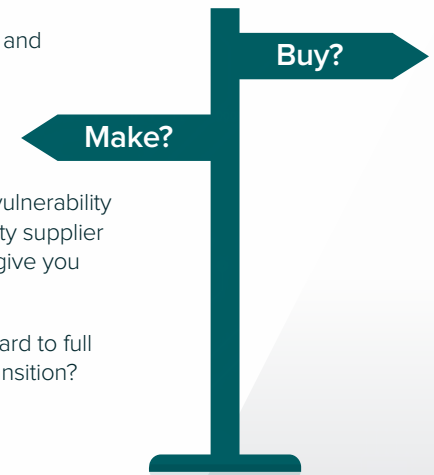 and
Buy?
Make?
vulnerability
ty supplier
give you
ard to full
nsition?